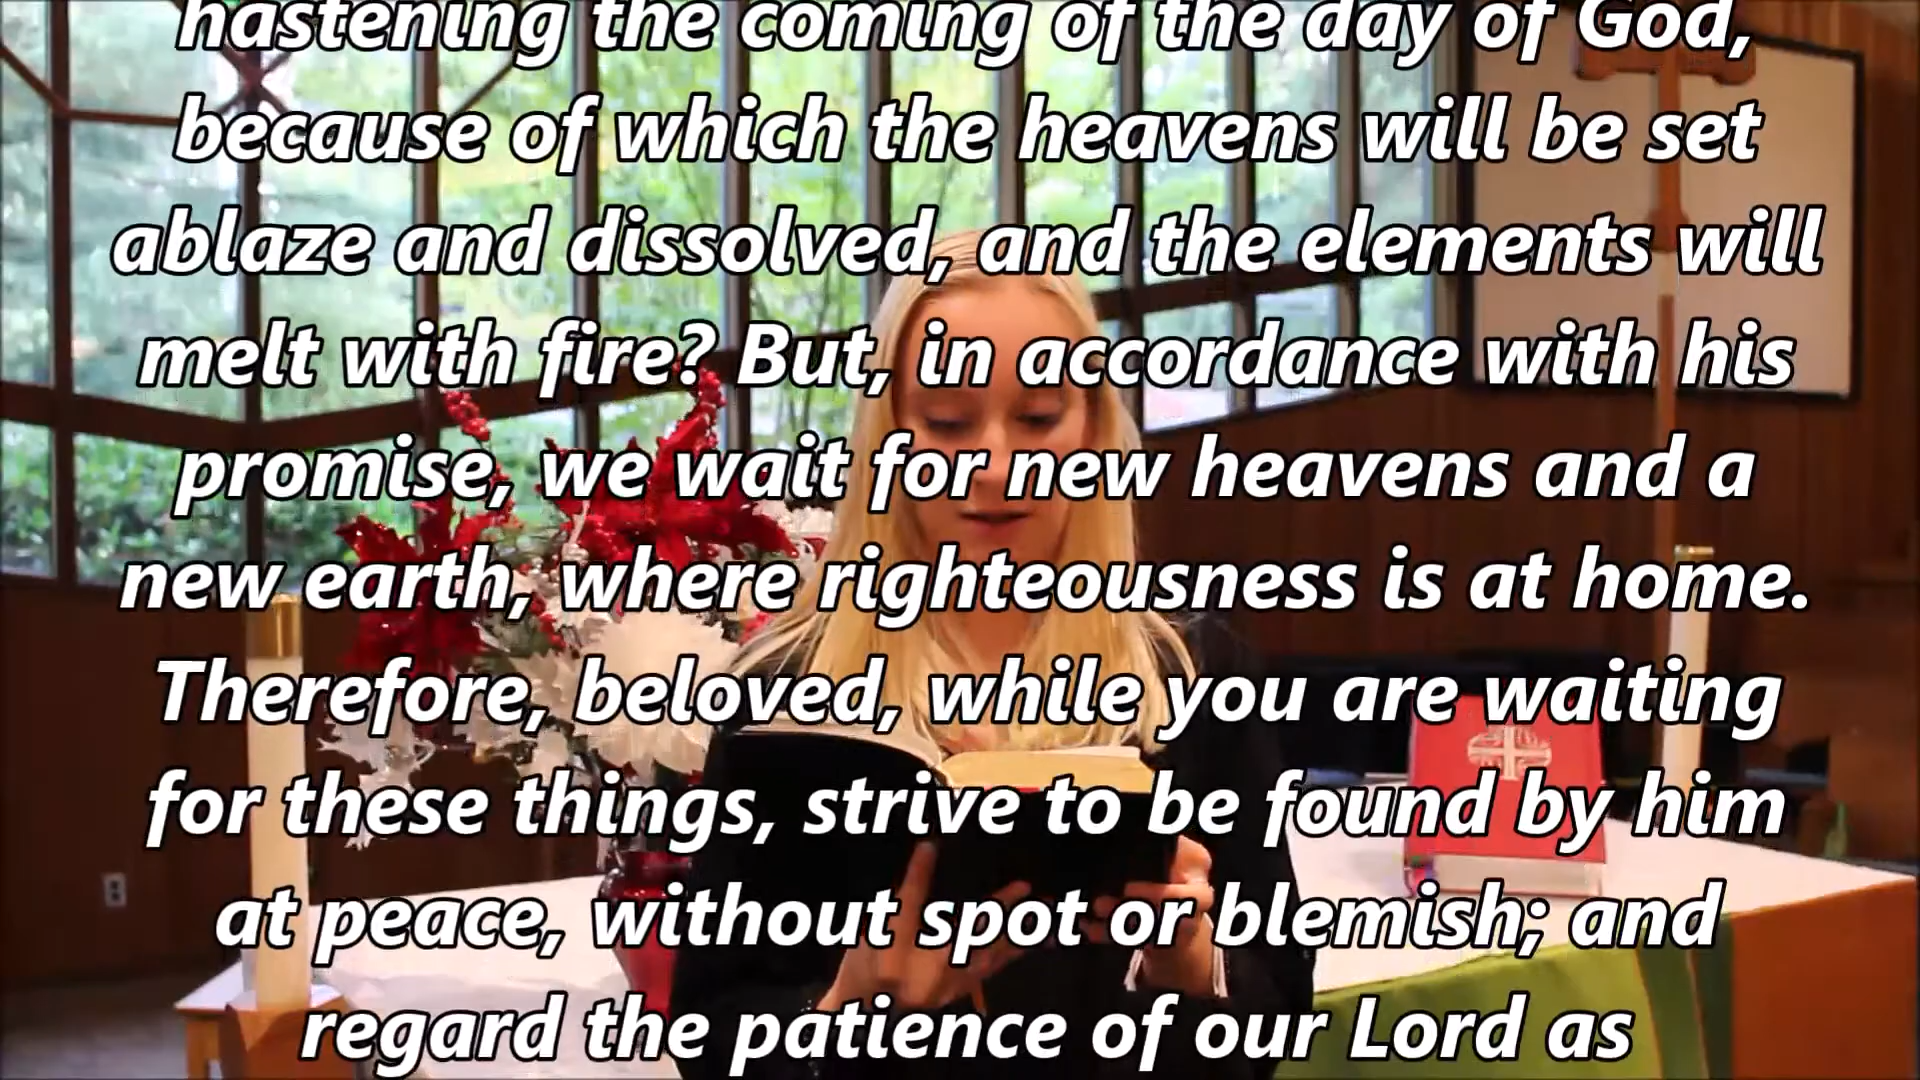 hastening the coming of the day of God,
because of which the heavens will be set
ablaze and dissolved, and the elements will
melt with fire? But, in accordance with his
promise, we wait for new heavens and a
new earth, where righteousness is at home.
Therefore, beloved, while you are waiting
for these things, strive to be found by him
at peace, without spot or blemish; and
regard the patience of our Lord as